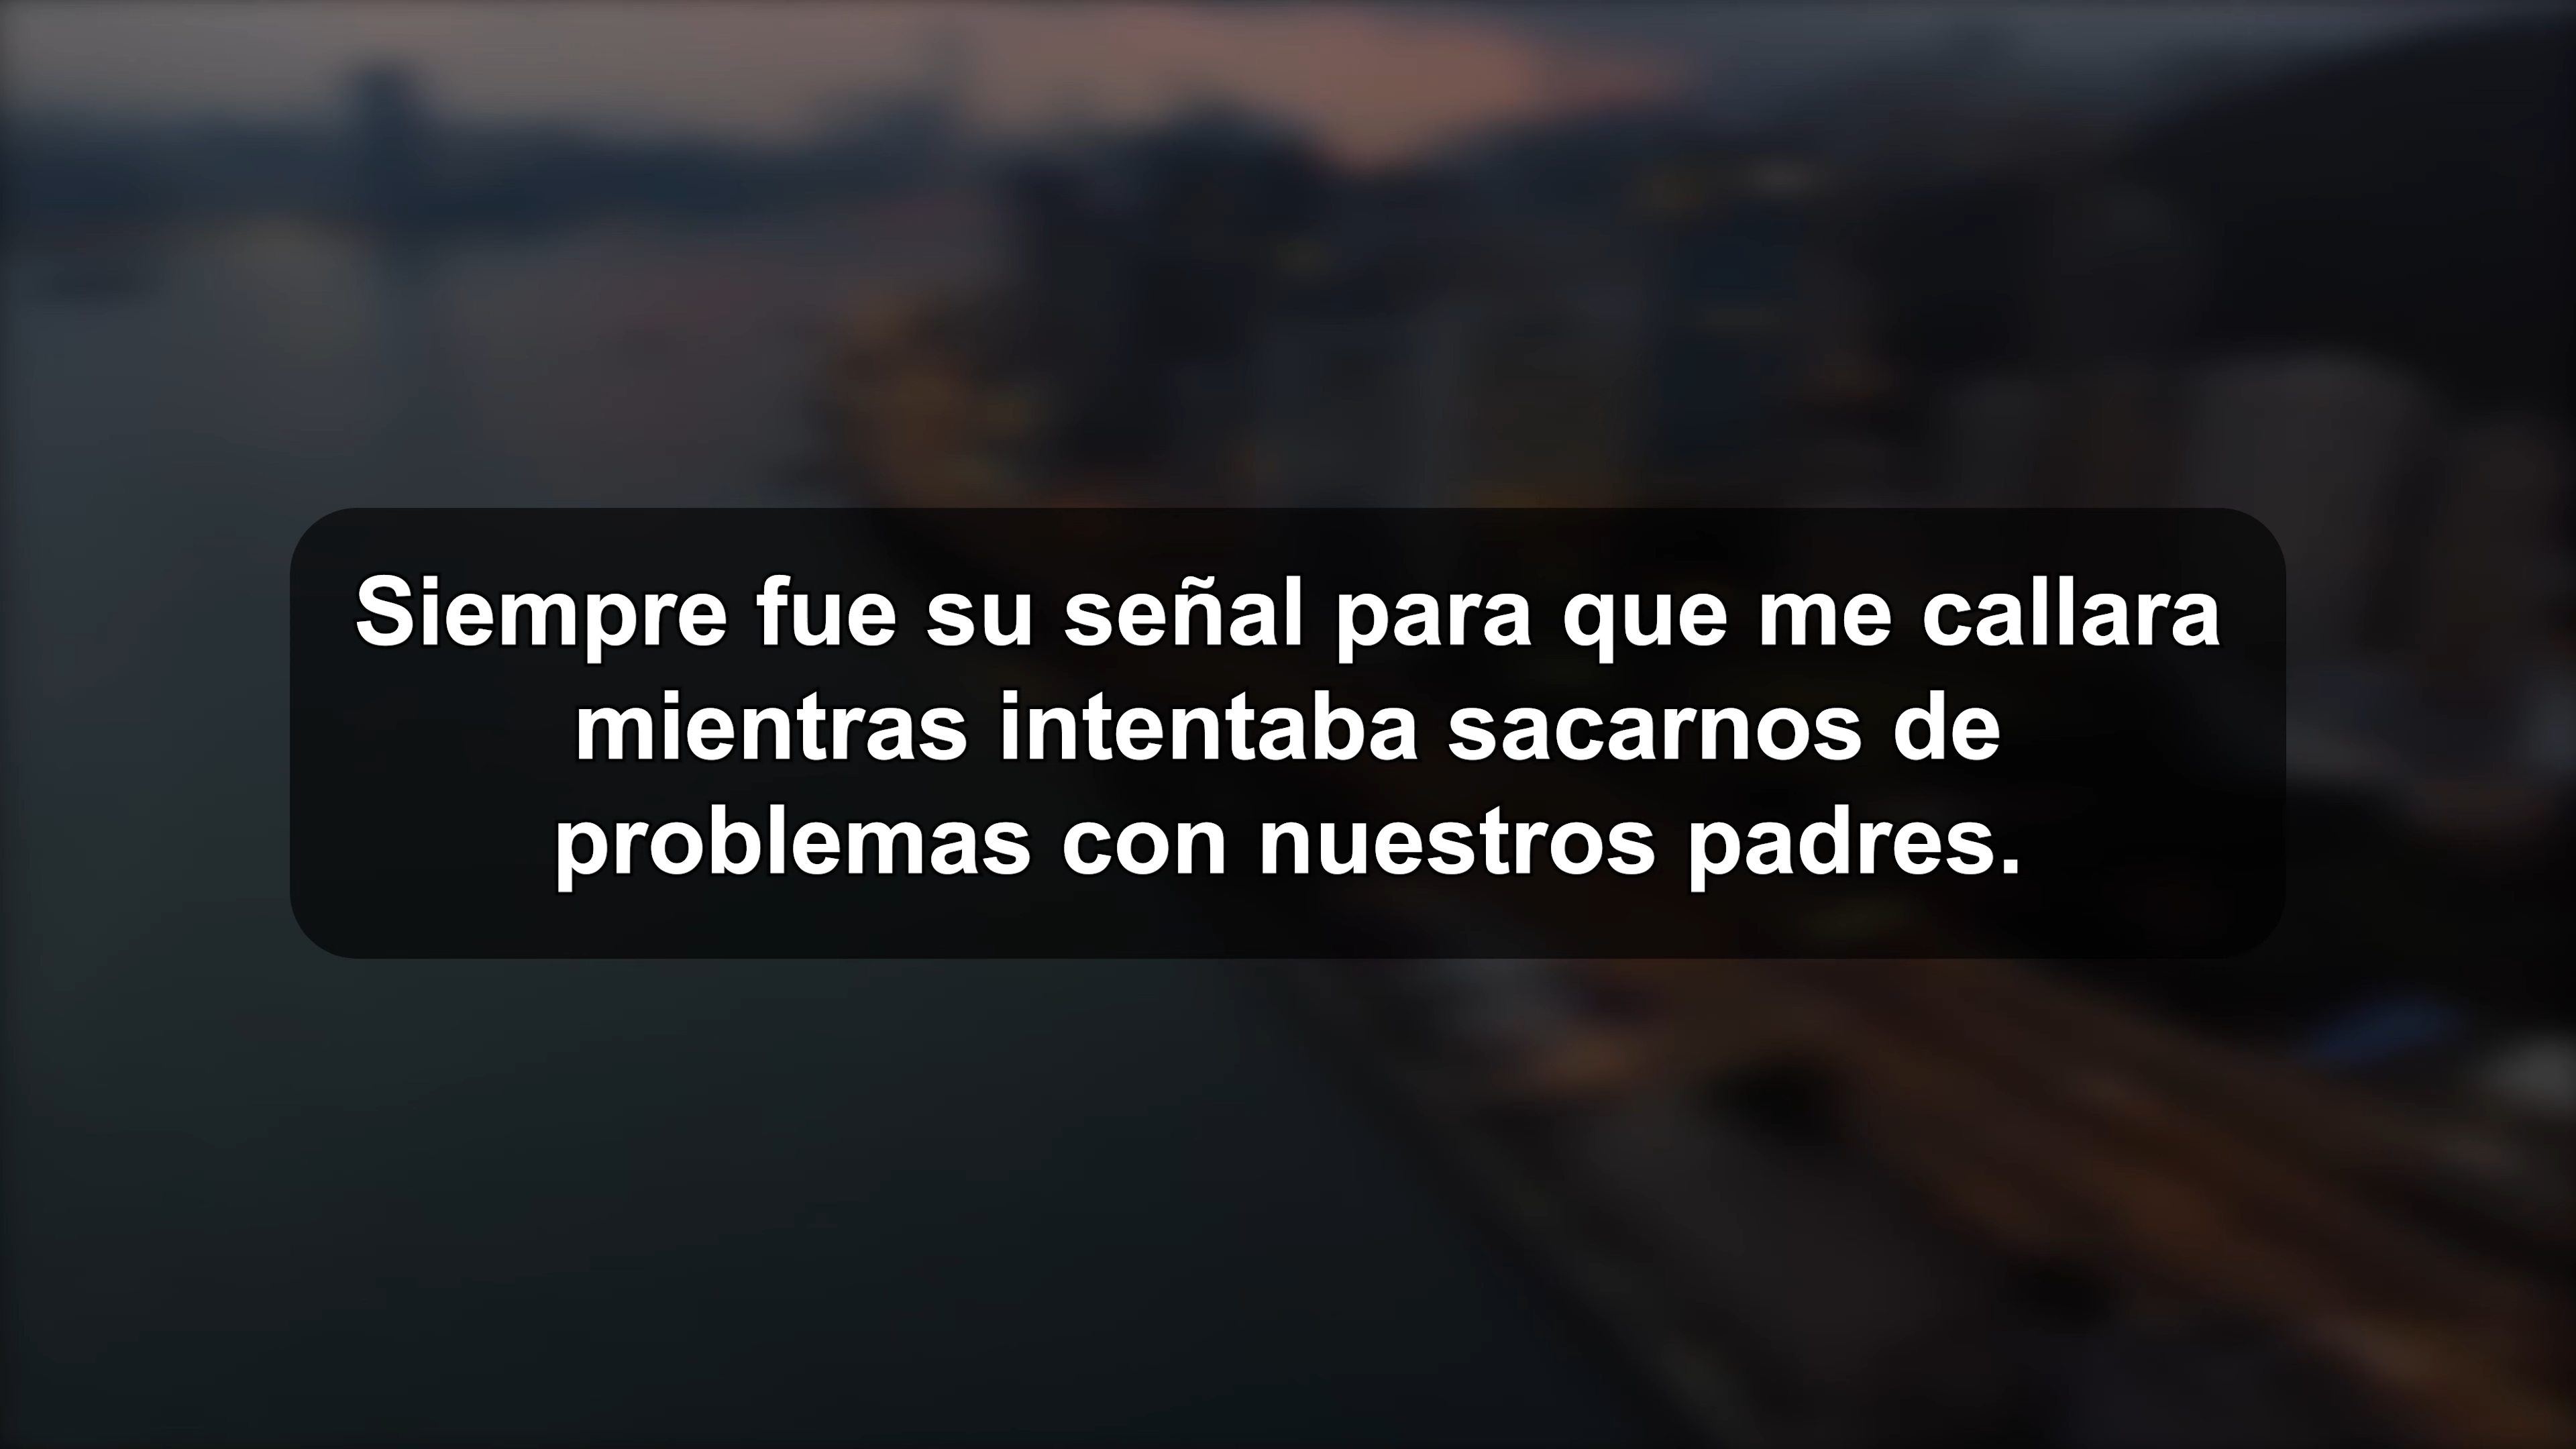 Siempre fue su señal para que me callara
mientras intentaba sacarnos de
problemas con nuestros padres.